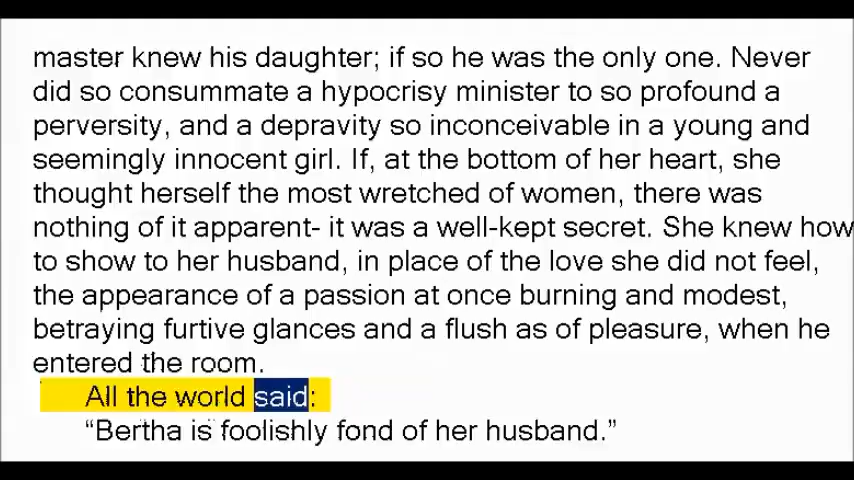 master knew his daughter; if so he was the only one. Never
did so consummate a hypocrisy minister to so profound a
perversity, and a depravity so inconceivable in a young and
seemingly innocent girl. If, at the bottom of her heart, she
thought herself the most wretched of women, there was
nothing of it apparent- it was a well-kept secret. She knew how
to show to her husband, in place of the love she did not feel,
the appearance of a passion at once burning and modest,
betraying furtive glances and a flush as of pleasure, when he
entered the room.
All the world said:
“Bertha is foolishly fond of her husband.”